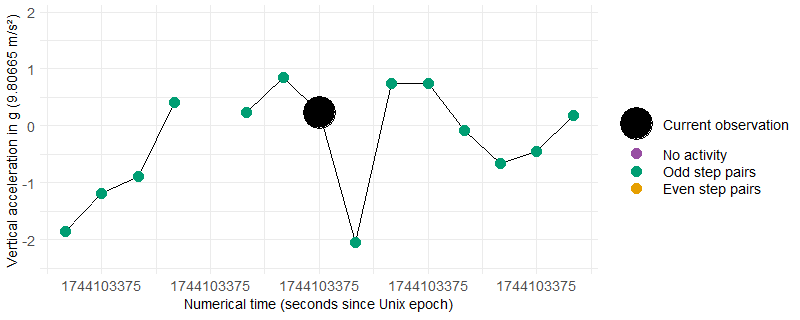 Vertical acceleration in g (9.80665 m/s²)
2
1
0
-1
-2
1744103375 1744103375 1744103375 1744103375 1744103375
Numerical time (seconds since Unix epoch)
Current observation
No activity
Odd step pairs
Even step pairs